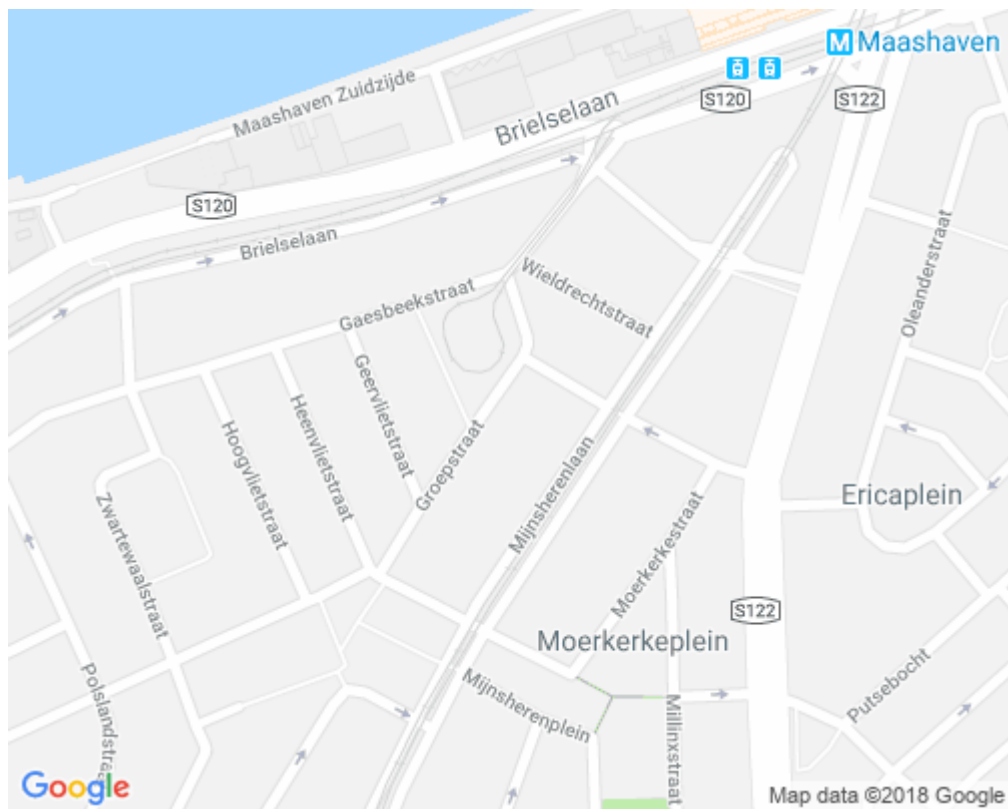 Maashaven
Maashaven Zuidzijde
Brielselaan
S120
S122
S120
Brielselaan
Oleanderstraat
Wieldrechtstraat
Gaesbeekstraat
Geervlietstraat
Heenvlietstraat
Hoogvlietstraat
Groepstraat
Mijnsherenlaan
Zwartewaalstraat
Ericaplein
Moerkerkestraat
S122
Moerkerkeplein
Mijnsherenplein
Polslandstra
Millinxstraat
Putsebocht
Google
Map data ©2018 Google